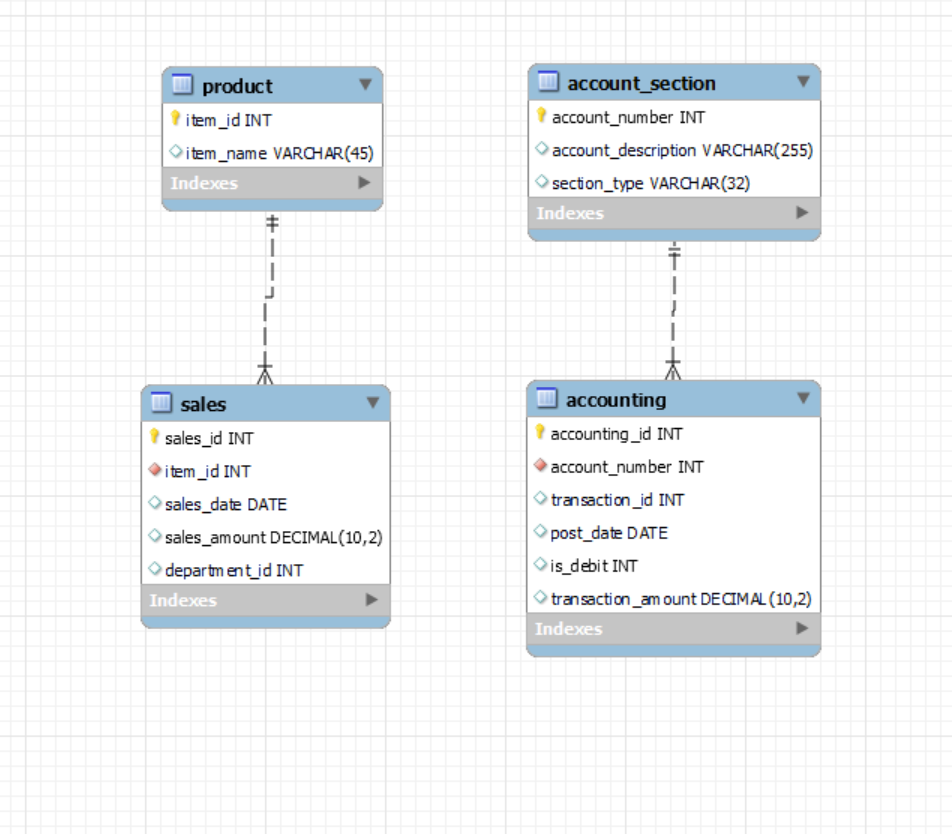 product
item_id INT
item_name VARCHAR(45)
Indexes
account_section
account_number INT
account_description VARCHAR(255)
section_type VARCHAR(32)
Indexes
sales
sales_id INT
item_id INT
sales_date DATE
sales_amount DECIMAL(10,2)
department_id INT
Indexes
accounting
accounting_id INT
account_number INT
transaction_id INT
post_date DATE
is_debit INT
transaction_amount DECIMAL(10,2)
Indexes